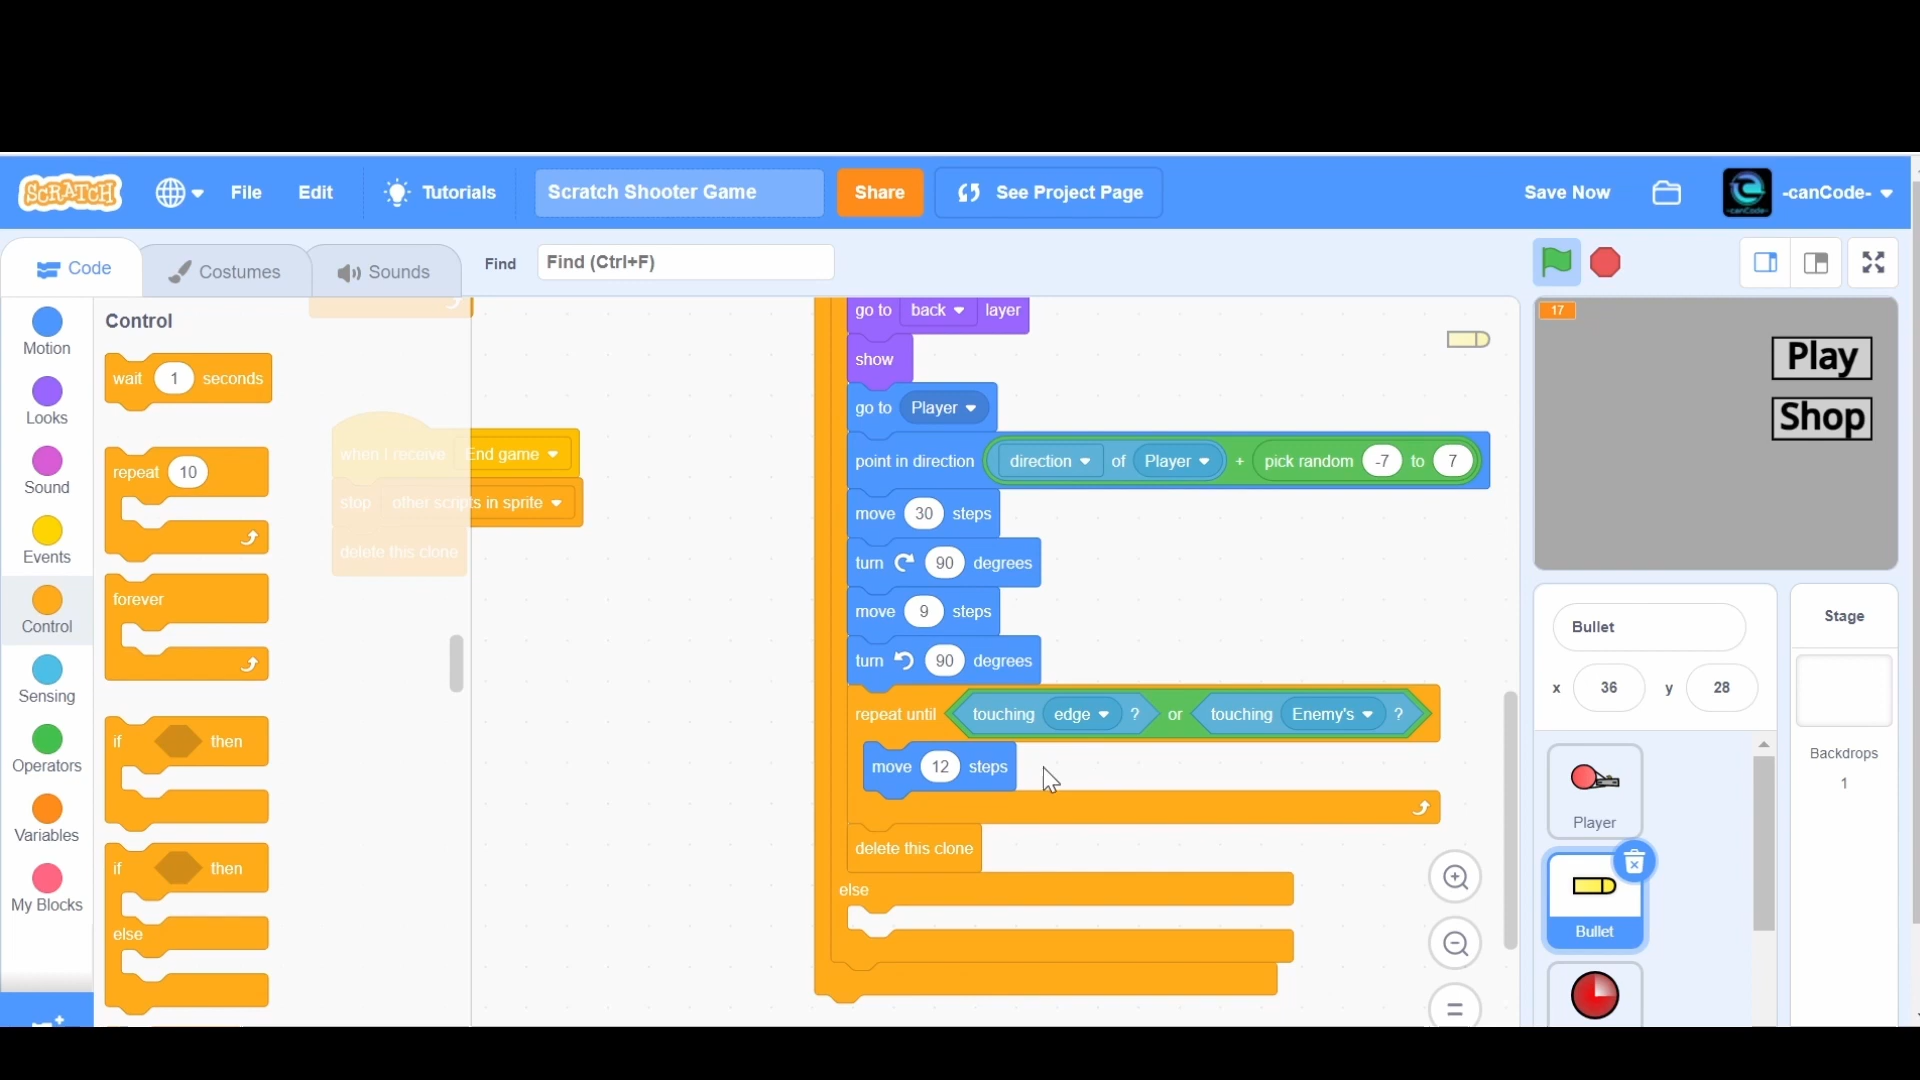 SCRATCH File Edit Tutorials Scratch Shooter Game Share See Project Page Save Now -canCode-
Code Costumes Sounds Find Find (Ctrl+F)
Motion
Looks
Sound
Events
Control
Sensing
Operators
Variables
My Blocks
Control
wait 1 seconds
repeat 10
forever
if then
if then
else
when I receive End game
stop other scripts in sprite
delete this clone
go to back layer
show
go to Player
point in direction direction of Player + pick random -7 to 7
move 30 steps
turn 90 degrees
move 9 steps
turn 90 degrees
repeat until touching edge ? or touching Enemy's ?
move 12 steps
delete this clone
else
17
Play
Shop
Bullet
x 36 y 28
Player
Bullet
Stage
Backdrops
1